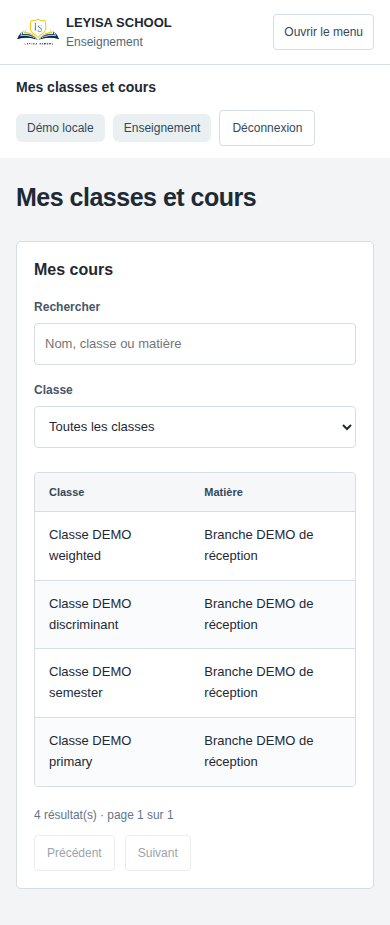 LEYISA SCHOOL
Enseignement
Ouvrir le menu
Mes classes et cours
Démo locale
Enseignement
Déconnexion
Mes classes et cours
Mes cours
Rechercher
Nom, classe ou matière
Classe
Toutes les classes
Classe
Matière
Classe DEMO
weighted
Branche DEMO de
réception
Classe DEMO
discriminant
Branche DEMO de
réception
Classe DEMO
semester
Branche DEMO de
réception
Classe DEMO
primary
Branche DEMO de
réception
4 résultat(s) · page 1 sur 1
Précédent
Suivant